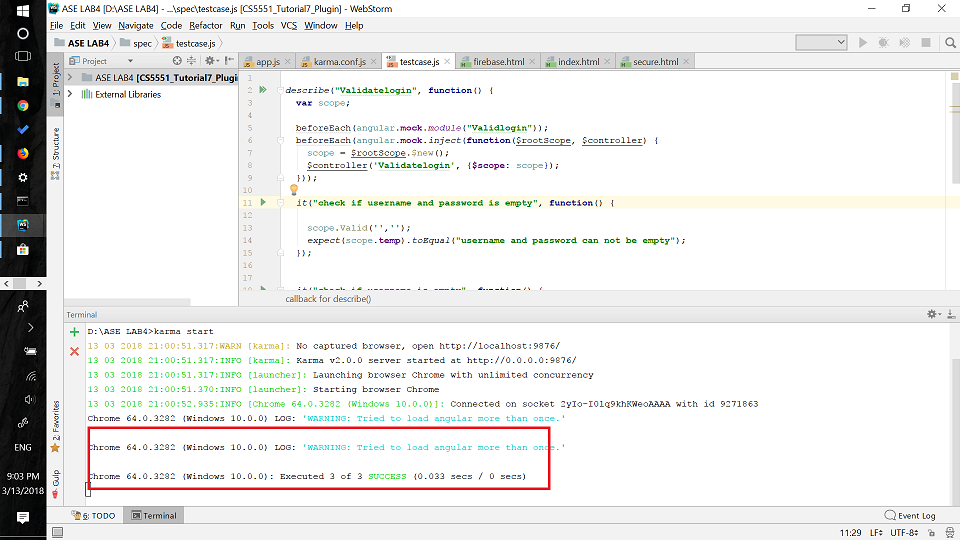 ASE LAB4 [D:\ASE LAB4] - ...\spec\testcase.js [CS5551_Tutorial7_Plugin] - WebStorm
File Edit View Navigate Code Refactor Run Tools VCS Window Help
ASE LAB4 spec testcase.js
Project app.js karma.conf.js testcase.js firebase.html index.html secure.html
1: Project
ASE LAB4 [CS5551_Tutorial7_Plugin
External Libraries
7: Structure
1
2 describe("Validatelogin", function() {
3 var scope;
4
5 beforeEach(angular.mock.module("Validlogin"));
6 beforeEach(angular.mock.inject(function($rootScope, $controller) {
7 scope = $rootScope.$new();
8 $controller('Validatelogin', {$scope: scope});
9 }));
10
11 it("check if username and password is empty", function() {
12
13 scope.Valid('','');
14 expect(scope.temp).toEqual("username and password can not be empty");
15 });
16
17
18 it("check if username is empty", function() {
callback for describe()
Terminal
D:\ASE LAB4>karma start
13 03 2018 21:00:51.317:WARN [karma]: No captured browser, open http://localhost:9876/
13 03 2018 21:00:51.317:INFO [karma]: Karma v2.0.0 server started at http://0.0.0.0:9876/
13 03 2018 21:00:51.317:INFO [launcher]: Launching browser Chrome with unlimited concurrency
13 03 2018 21:00:51.370:INFO [launcher]: Starting browser Chrome
13 03 2018 21:00:52.935:INFO [Chrome 64.0.3282 (Windows 10.0.0)]: Connected on socket 2yIo-I01q9khKWeoAAAA with id 9271863
Chrome 64.0.3282 (Windows 10.0.0) LOG: 'WARNING: Tried to load angular more than once.'
Chrome 64.0.3282 (Windows 10.0.0) LOG: 'WARNING: Tried to load angular more than once.'
Chrome 64.0.3282 (Windows 10.0.0): Executed 3 of 3 SUCCESS (0.033 secs / 0 secs)
2: Favorites
Gulp
ENG
9:03 PM
3/13/2018
6: TODO Terminal Event Log
11:29 LF UTF-8